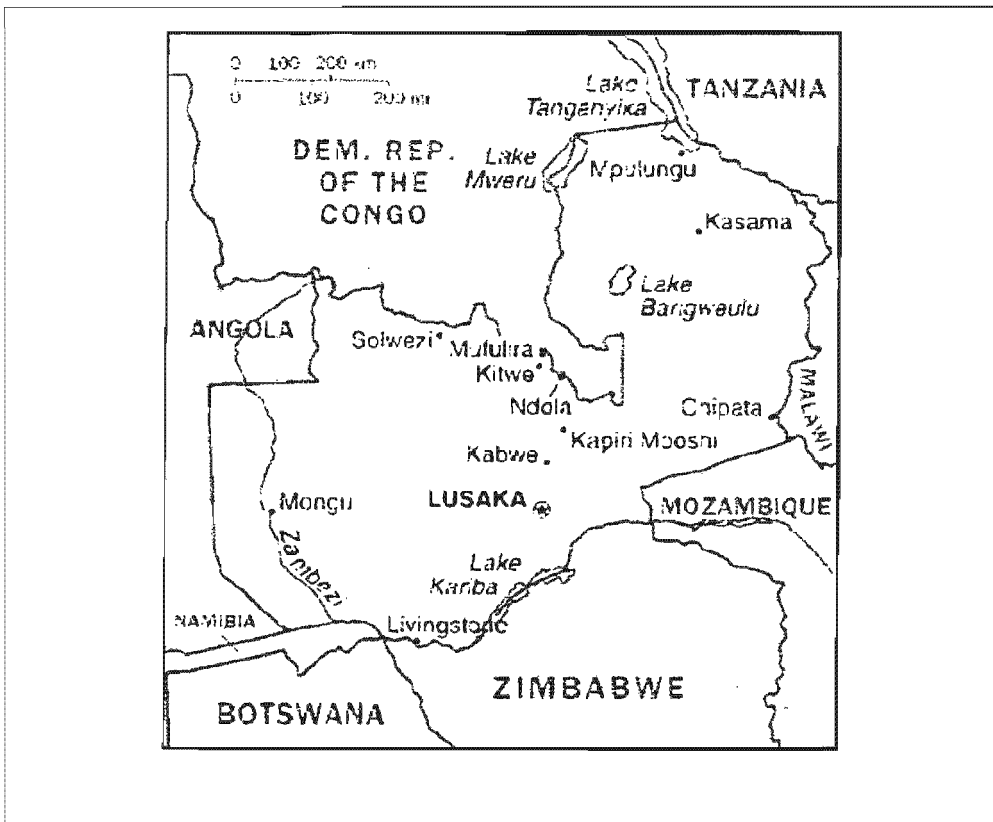 0 100 200 km
0 100 200 mi
Lake
Tanganyika
TANZANIA
DEM. REP.
OF THE
CONGO
Lake
Mweru
Mpulungu
Kasama
Lake
Bangweulu
ANGOLA
Solwezi
Mufulira
Kitwe
Ndola
Chipata
MALAWI
Kapiri Mposhi
Kabwe
LUSAKA
MOZAMBIQUE
Mongu
Zambezi
Lake
Kariba
NAMIBIA
Livingstone
ZIMBABWE
BOTSWANA